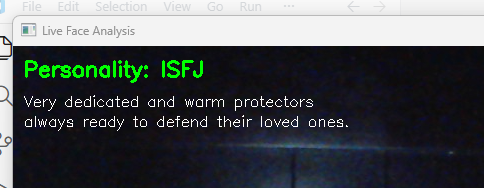 File Edit Selection View Go Run ···
Live Face Analysis
Personality: ISFJ
Very dedicated and warm protectors
always ready to defend their loved ones.